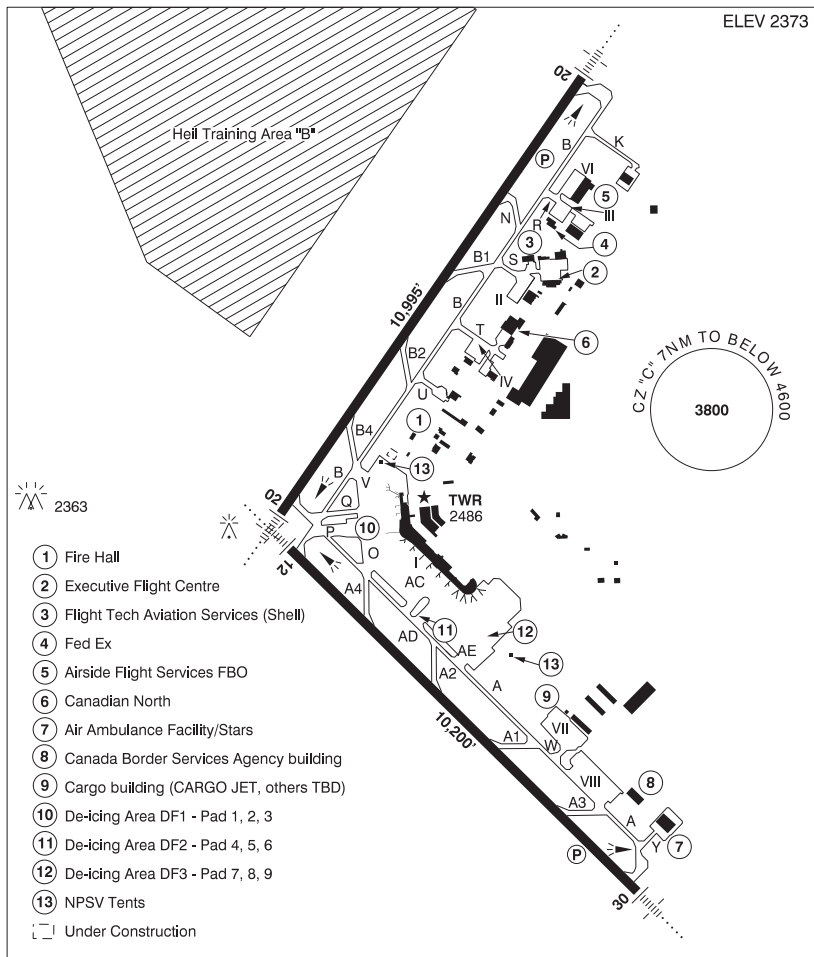 ELEV 2373
Heil Training Area "B"
20
K
B
P
VI
5
III
N
R
4
3
B1
S
2
II
10,995'
B
T
6
B2
IV
U
CZ "C" 7NM TO BELOW 4600
3800
1
B4
13
B
V
TWR
2486
2363
02
Q
10
P
12
O
I
AC
A4
11
12
AD
AE
13
A2
A
9
10,200'
VII
A1
W
VIII
8
A3
A
Y
7
P
30
1 Fire Hall
2 Executive Flight Centre
3 Flight Tech Aviation Services (Shell)
4 Fed Ex
5 Airside Flight Services FBO
6 Canadian North
7 Air Ambulance Facility/Stars
8 Canada Border Services Agency building
9 Cargo building (CARGO JET, others TBD)
10 De-icing Area DF1 - Pad 1, 2, 3
11 De-icing Area DF2 - Pad 4, 5, 6
12 De-icing Area DF3 - Pad 7, 8, 9
13 NPSV Tents
Under Construction